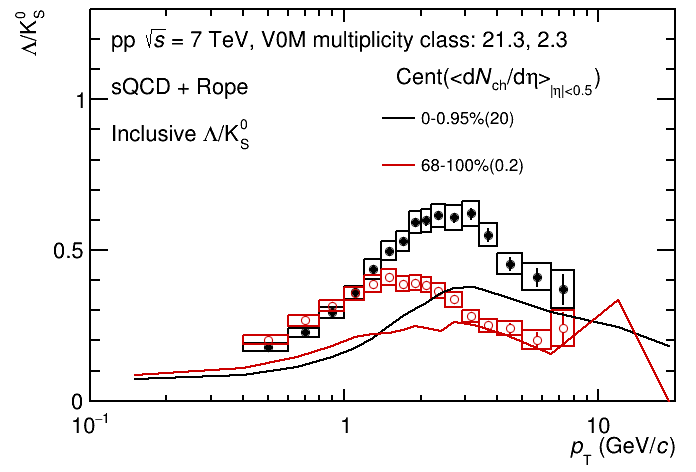 Λ/K⁰_S
pp √s = 7 TeV, V0M multiplicity class: 21.3, 2.3
sQCD + Rope
Cent(<dN_ch/dη>_|η|<0.5)
Inclusive Λ/K⁰_S
0-0.95%(20)
68-100%(0.2)
1
0.5
0
10⁻¹
1
10
p_T (GeV/c)